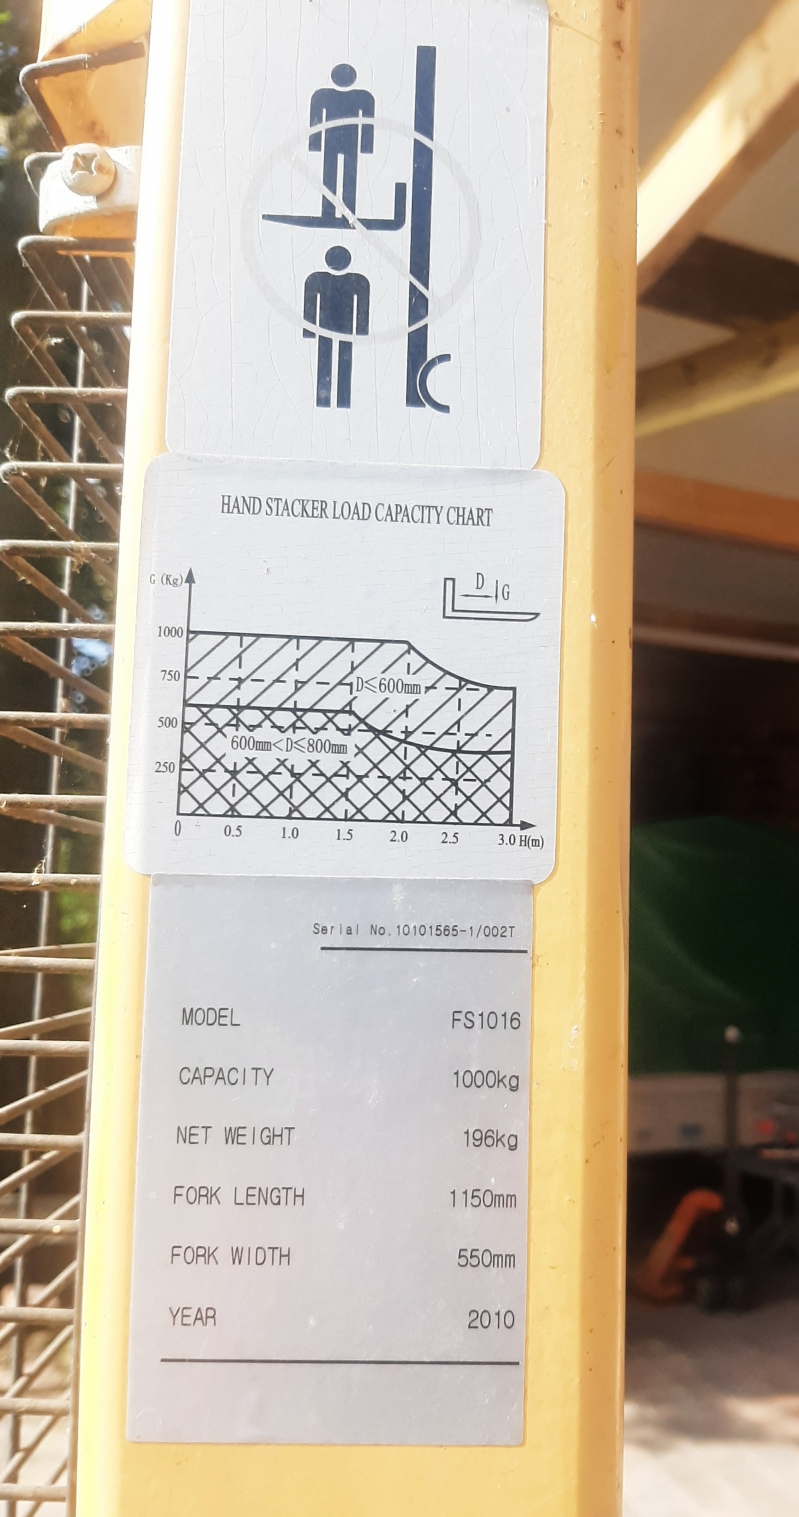 HAND STACKER LOAD CAPACITY CHART
G (Kg)
D
G
1000
750
D≤600mm
500
600mm<D≤800mm
250
0 0.5 1.0 1.5 2.0 2.5 3.0 H(m)
Serial No.10101565-1/002T
MODEL FS1016
CAPACITY 1000kg
NET WEIGHT 196kg
FORK LENGTH 1150mm
FORK WIDTH 550mm
YEAR 2010